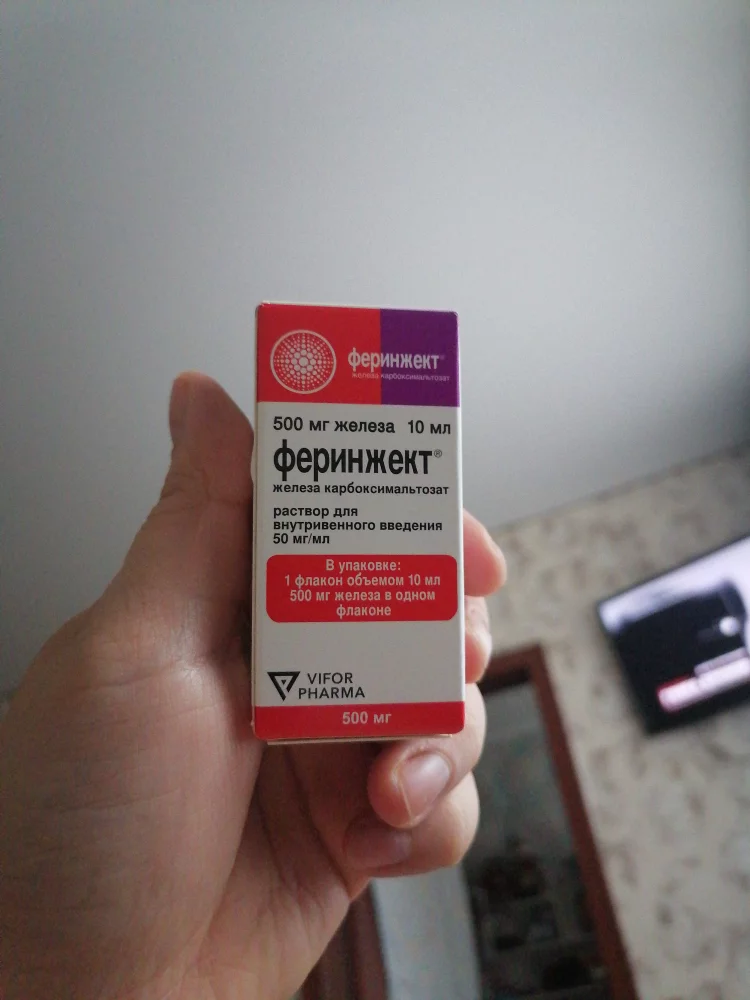 феринжект®
железа карбоксимальтозат
500 мг железа 10 мл
феринжект®
железа карбоксимальтозат
раствор для
внутривенного введения
50 мг/мл
В упаковке:
1 флакон объемом 10 мл
500 мг железа в одном
флаконе
VIFOR
PHARMA
500 мг